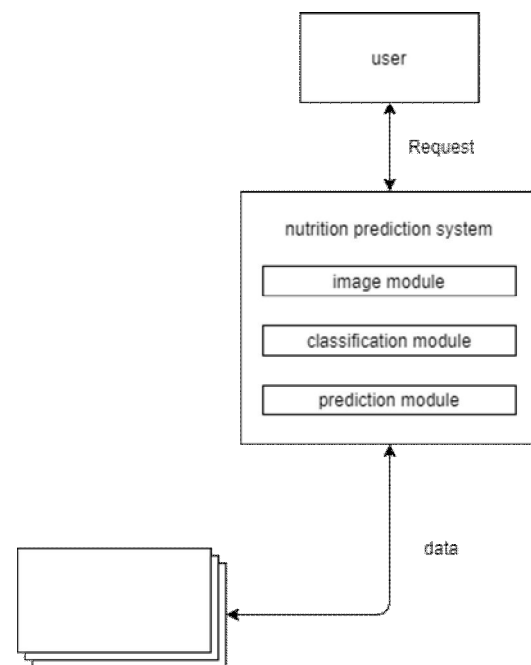 user
Request
nutrition prediction system
image module
classification module
prediction module
data